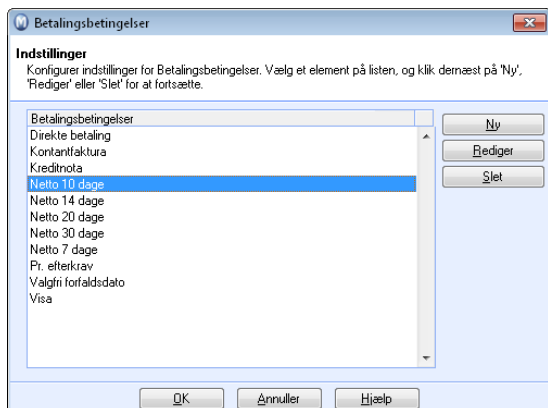 Betalingsbetingelser
Indstillinger
Konfigurer indstillinger for Betalingsbetingelser. Vælg et element på listen, og klik dernæst på 'Ny',
'Rediger' eller 'Slet' for at fortsætte.
Betalingsbetingelser
Direkte betaling
Kontantfaktura
Kreditnota
Netto 10 dage
Netto 14 dage
Netto 20 dage
Netto 30 dage
Netto 7 dage
Pr. efterkrav
Valgfri forfaldsdato
Visa
Ny
Rediger
Slet
OK
Annuller
Hjælp